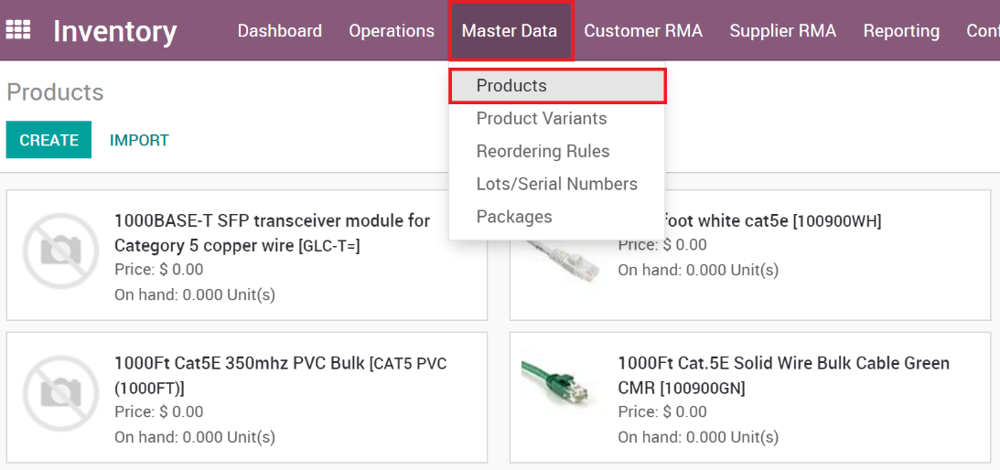 Inventory Dashboard Operations Master Data Customer RMA Supplier RMA Reporting
Products
Products
Product Variants
CREATE IMPORT
Reordering Rules
Lots/Serial Numbers
Packages
1000BASE-T SFP transceiver module for
Category 5 copper wire [GLC-T=]
Price: $ 0.00
On hand: 0.000 Unit(s)
foot white cat5e [100900WH]
Price: $ 0.00
On hand: 0.000 Unit(s)
1000Ft Cat5E 350mhz PVC Bulk [CAT5 PVC
(1000FT)]
Price: $ 0.00
On hand: 0.000 Unit(s)
1000Ft Cat.5E Solid Wire Bulk Cable Green
CMR [100900GN]
Price: $ 0.00
On hand: 0.000 Unit(s)